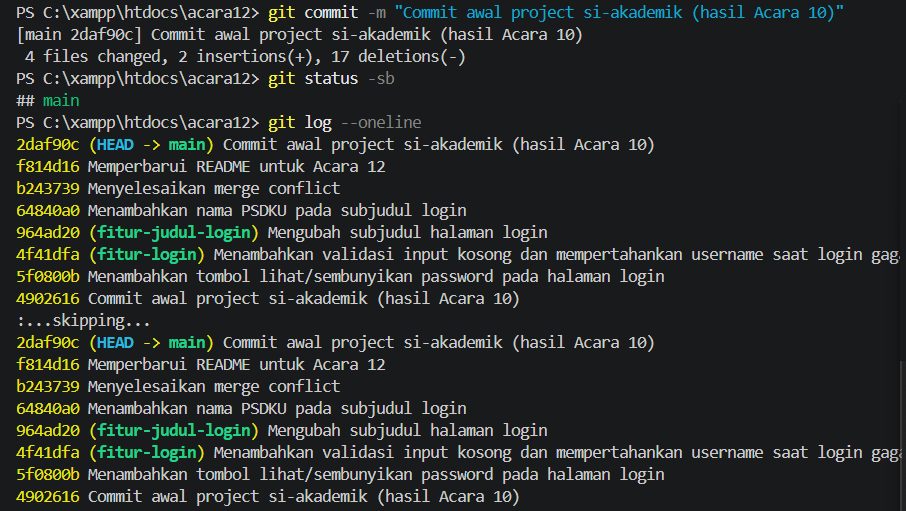 PS C:\xampp\htdocs\acara12> git commit -m "Commit awal project si-akademik (hasil Acara 10)"
[main 2daf90c] Commit awal project si-akademik (hasil Acara 10)
 4 files changed, 2 insertions(+), 17 deletions(-)
PS C:\xampp\htdocs\acara12> git status -sb
## main
PS C:\xampp\htdocs\acara12> git log --oneline
2daf90c (HEAD -> main) Commit awal project si-akademik (hasil Acara 10)
f814d16 Memperbarui README untuk Acara 12
b243739 Menyelesaikan merge conflict
64840a0 Menambahkan nama PSDKU pada subjudul login
964ad20 (fitur-judul-login) Mengubah subjudul halaman login
4f41dfa (fitur-login) Menambahkan validasi input kosong dan mempertahankan username saat login gaga
5f0800b Menambahkan tombol lihat/sembunyikan password pada halaman login
4902616 Commit awal project si-akademik (hasil Acara 10)
:...skipping...
2daf90c (HEAD -> main) Commit awal project si-akademik (hasil Acara 10)
f814d16 Memperbarui README untuk Acara 12
b243739 Menyelesaikan merge conflict
64840a0 Menambahkan nama PSDKU pada subjudul login
964ad20 (fitur-judul-login) Mengubah subjudul halaman login
4f41dfa (fitur-login) Menambahkan validasi input kosong dan mempertahankan username saat login gaga
5f0800b Menambahkan tombol lihat/sembunyikan password pada halaman login
4902616 Commit awal project si-akademik (hasil Acara 10)